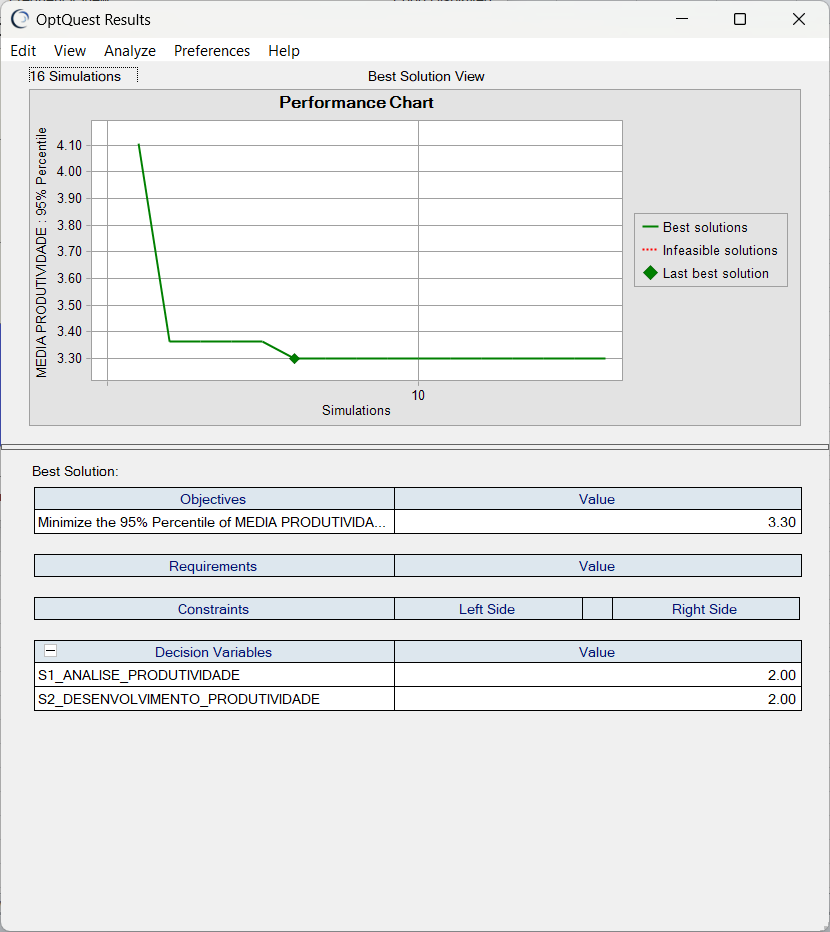 OptQuest Results
Edit View Analyze Preferences Help
16 Simulations Best Solution View
Performance Chart
MEDIA PRODUTIVIDADE : 95% Percentile
4.10
4.00
3.90
3.80
3.70
3.60
3.50
3.40
3.30
10
Simulations
Best solutions
Infeasible solutions
Last best solution
Best Solution:
Objectives Value
Minimize the 95% Percentile of MEDIA PRODUTIVIDA... 3.30
Requirements Value
Constraints Left Side Right Side
Decision Variables Value
S1_ANALISE_PRODUTIVIDADE 2.00
S2_DESENVOLVIMENTO_PRODUTIVIDADE 2.00